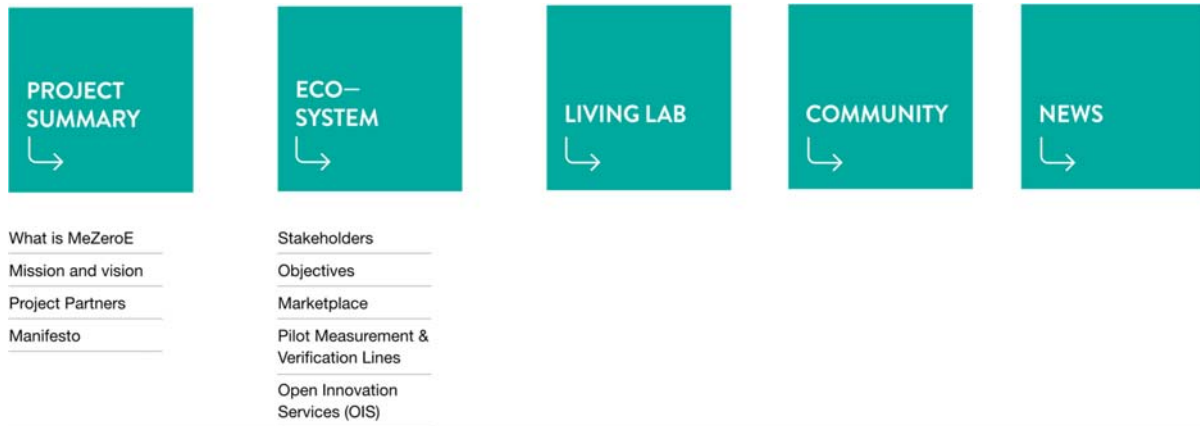 PROJECT
SUMMARY
ECO—
SYSTEM
LIVING LAB
COMMUNITY
NEWS
What is MeZeroE
Mission and vision
Project Partners
Manifesto
Stakeholders
Objectives
Marketplace
Pilot Measurement &
Verification Lines
Open Innovation
Services (OIS)